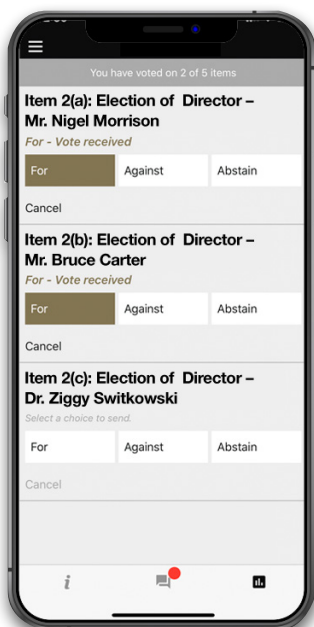 You have voted on 2 of 5 items
Item 2(a): Election of Director –
Mr. Nigel Morrison
For - Vote received
For Against Abstain
Cancel
Item 2(b): Election of Director –
Mr. Bruce Carter
For - Vote received
For Against Abstain
Cancel
Item 2(c): Election of Director –
Dr. Ziggy Switkowski
Select a choice to send.
For Against Abstain
Cancel
i